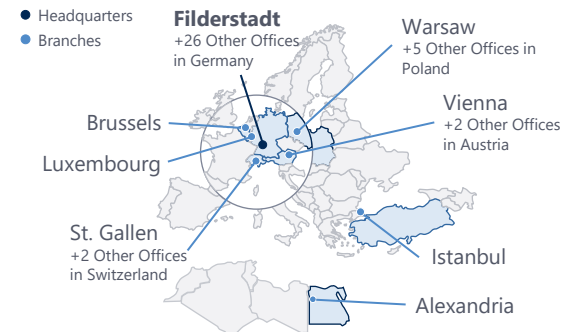 Headquarters
Branches
Filderstadt
+26 Other Offices
in Germany
Warsaw
+5 Other Offices in
Poland
Vienna
+2 Other Offices
in Austria
Brussels
Luxembourg
St. Gallen
+2 Other Offices
in Switzerland
Istanbul
Alexandria